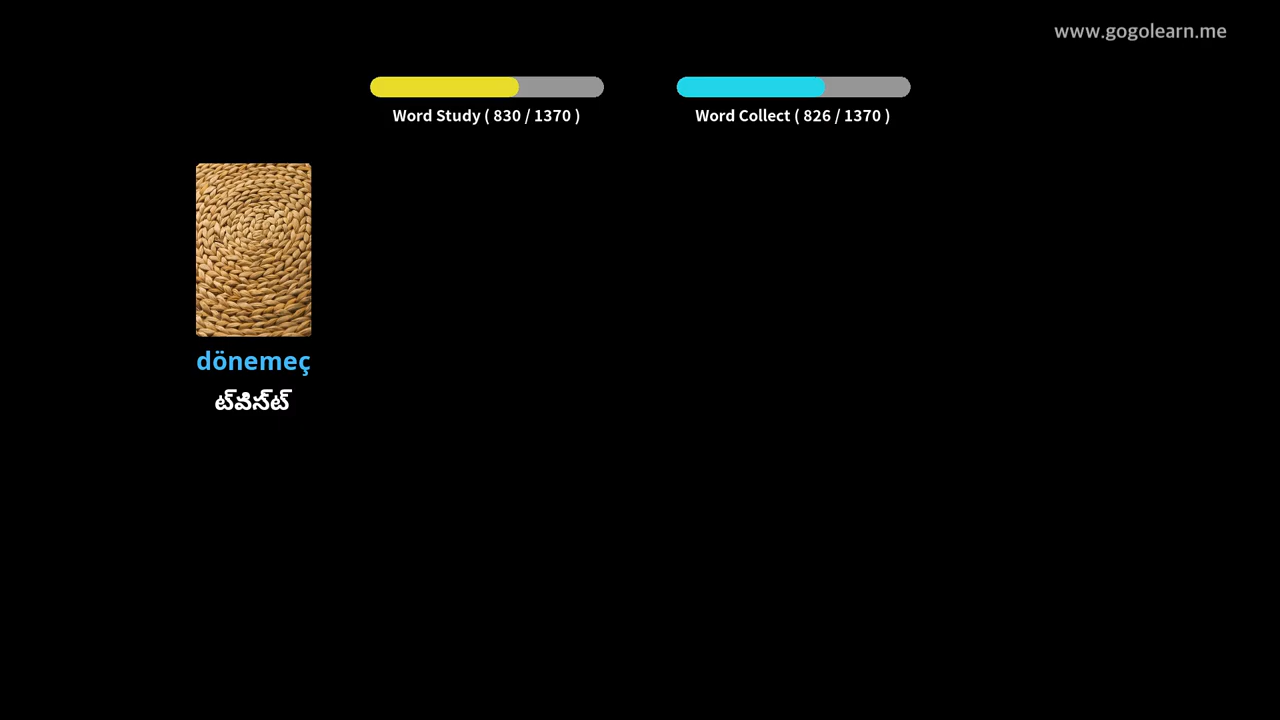 www.gogolearn.me
Word Study ( 830 / 1370 )
Word Collect ( 826 / 1370 )
dönemeç
ట్‌విస్‌ట్